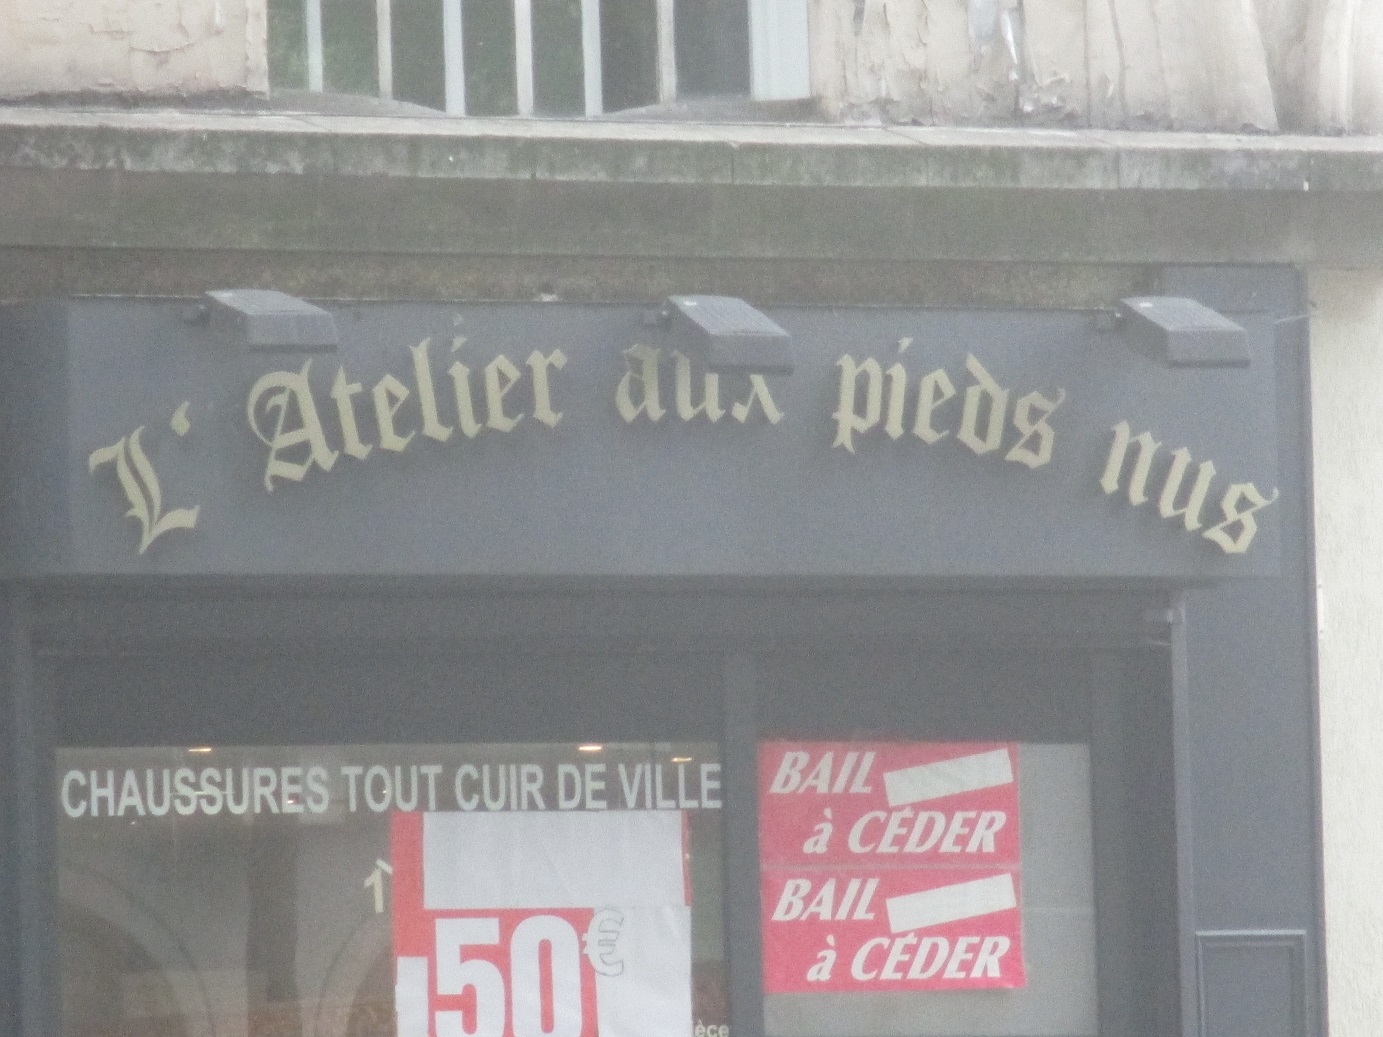 L'Atelier aux pieds nus
CHAUSSURES TOUT CUIR DE VILLE
BAIL
à CÉDER
BAIL
à CÉDER
50€